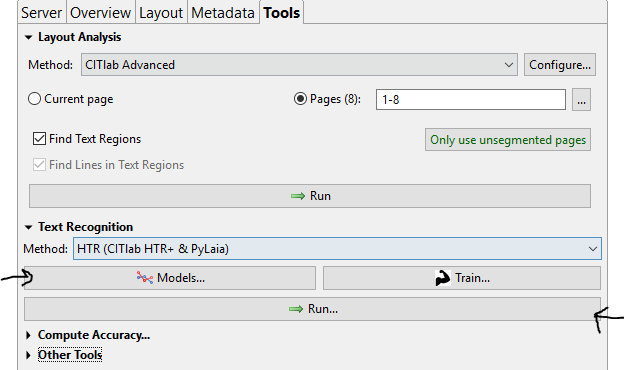 Server Overview Layout Metadata Tools
Layout Analysis
Method: CITlab Advanced Configure...
Current page Pages (8): 1-8 ...
Find Text Regions Only use unsegmented pages
Find Lines in Text Regions
Run
Text Recognition
Method: HTR (CITlab HTR+ & PyLaia)
Models... Train...
Run...
Compute Accuracy...
Other Tools